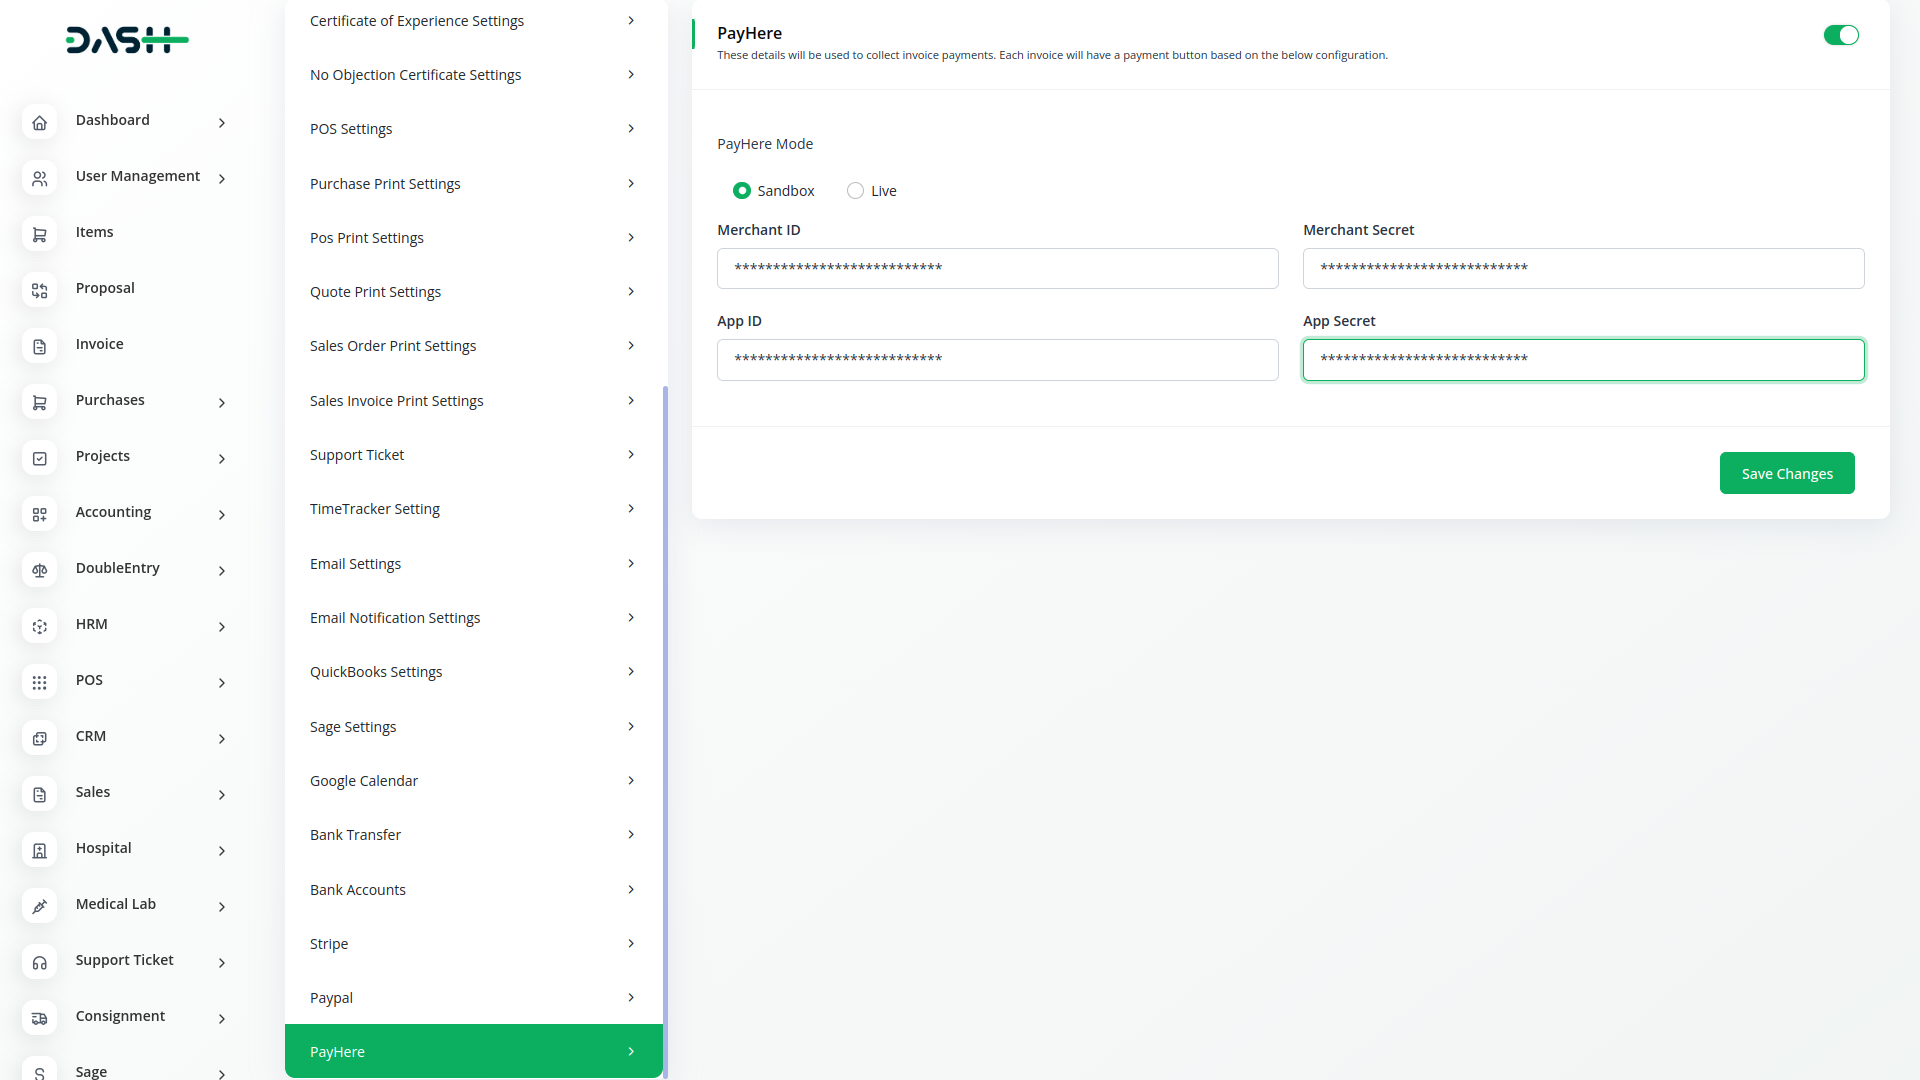 DASH
Dashboard
User Management
Items
Proposal
Invoice
Purchases
Projects
Accounting
DoubleEntry
HRM
POS
CRM
Sales
Hospital
Medical Lab
Support Ticket
Consignment
Sage
Certificate of Experience Settings
No Objection Certificate Settings
POS Settings
Purchase Print Settings
Pos Print Settings
Quote Print Settings
Sales Order Print Settings
Sales Invoice Print Settings
Support Ticket
TimeTracker Setting
Email Settings
Email Notification Settings
QuickBooks Settings
Sage Settings
Google Calendar
Bank Transfer
Bank Accounts
Stripe
Paypal
PayHere
PayHere
These details will be used to collect invoice payments. Each invoice will have a payment button based on the below configuration.
PayHere Mode
Sandbox Live
Merchant ID Merchant Secret
*************************** ***************************
App ID App Secret
*************************** ***************************
Save Changes